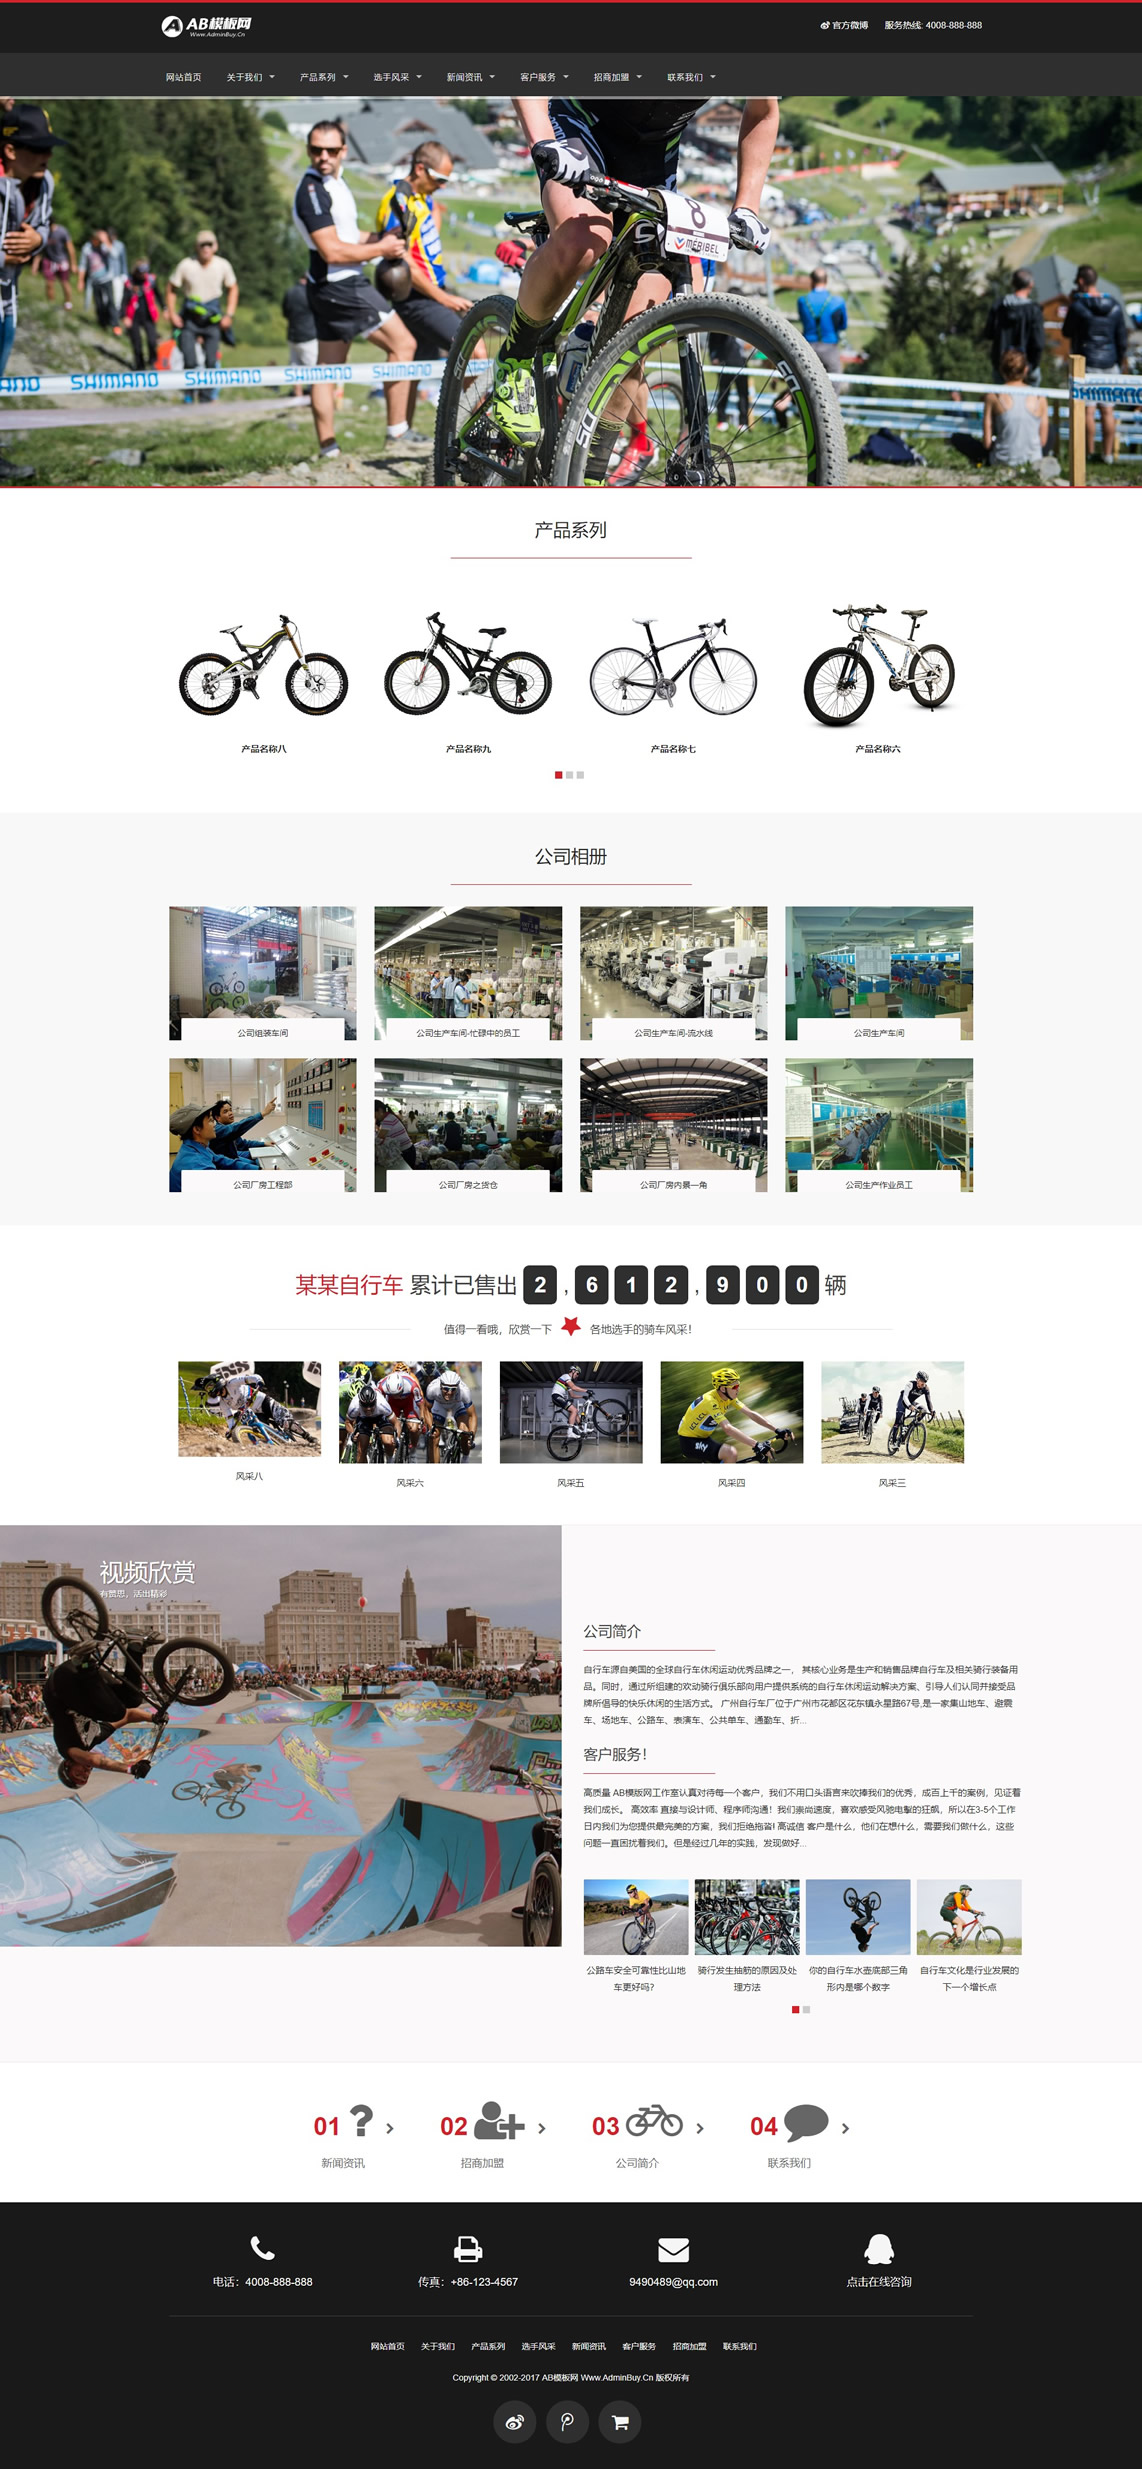 AB模板网
Www.AdminBuy.Cn
官方微博 服务热线: 4008-888-888
网站首页 关于我们 产品系列 选手风采 新闻资讯 客户服务 招商加盟 联系我们
8
MÉRIBEL
SHIMANO SHIMANO SHIMANO SHIMANO
产品系列
产品名称八 产品名称九 产品名称七 产品名称六
公司相册
公司组装车间 公司生产车间-忙碌中的员工 公司生产车间-流水线 公司生产车间
公司厂房工程部 公司厂房之货仓 公司厂房内景一角 公司生产作业员工
某某自行车 累计已售出 2,612,900 辆
值得一看哦，欣赏一下 各地选手的骑车风采！
风采八 风采六 风采五 风采四 风采三
视频欣赏
有赞思，活出精彩
公司简介
自行车源自美国的全球自行车休闲运动优秀品牌之一， 其核心业务是生产和销售品牌自行车及相关骑行装备用
品。同时，通过所组建的欢动骑行俱乐部向用户提供系统的自行车休闲运动解决方案、引导人们认同并接受品
牌所倡导的快乐休闲的生活方式。 广州自行车厂位于广州市花都区花东镇永星路67号,是一家集山地车、避震
车、场地车、公路车、表演车、公共单车、通勤车、折...
客户服务！
高质量 AB模版网工作室认真对待每一个客户，我们不用口头语言来吹捧我们的优秀，成百上千的案例，见证着
我们成长。 高效率 直接与设计师、程序师沟通！我们崇尚速度，喜欢感受风驰电掣的狂飙，所以在3-5个工作
日内我们为您提供最完美的方案，我们拒绝拖沓! 高诚信 客户是什么，他们在想什么，需要我们做什么，这些
问题一直困扰着我们。但是经过几年的实践，发现做好...
公路车安全可靠性比山地车更好吗?
骑行发生抽筋的原因及处理方法
你的自行车水壶底部三角形内是哪个数字
自行车文化是行业发展的下一个增长点
01 02 03 04
新闻资讯 招商加盟 公司简介 联系我们
电话：4008-888-888 传真：+86-123-4567 9490489@qq.com 点击在线咨询
网站首页 关于我们 产品系列 选手风采 新闻资讯 客户服务 招商加盟 联系我们
Copyright © 2002-2017 AB模板网 Www.AdminBuy.Cn 版权所有